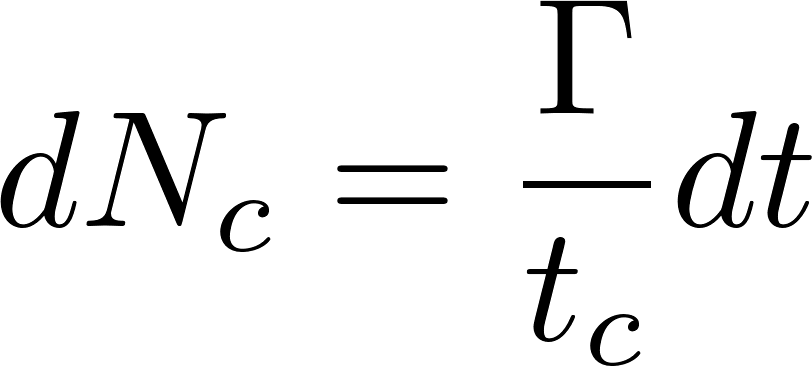 $dN_c = \frac{\Gamma}{t_c} dt$